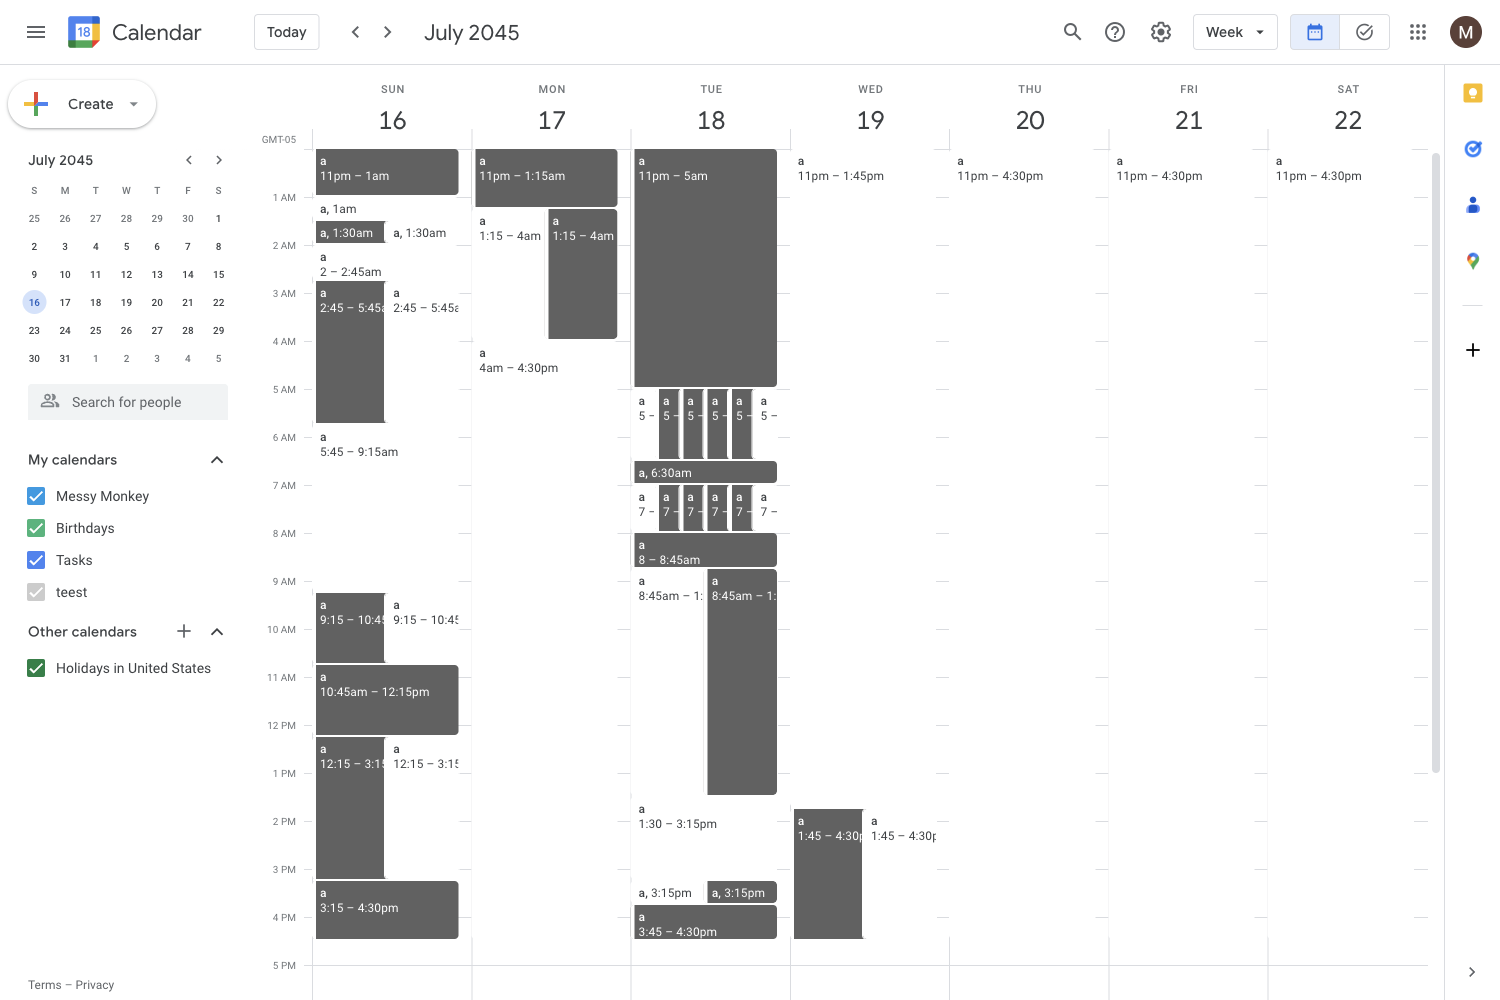 18 Calendar
Today
July 2045
Week
M
Create
July 2045
S M T W T F S
25 26 27 28 29 30 1
2 3 4 5 6 7 8
9 10 11 12 13 14 15
16 17 18 19 20 21 22
23 24 25 26 27 28 29
30 31 1 2 3 4 5
Search for people
My calendars
Messy Monkey
Birthdays
Tasks
teest
Other calendars
Holidays in United States
Terms – Privacy
GMT-05
SUN MON TUE WED THU FRI SAT
16 17 18 19 20 21 22
1 AM
2 AM
3 AM
4 AM
5 AM
6 AM
7 AM
8 AM
9 AM
10 AM
11 AM
12 PM
1 PM
2 PM
3 PM
4 PM
5 PM
a
11pm – 1am
a, 1am
a, 1:30am
a, 1:30am
a
2 – 2:45am
a
2:45 – 5:45a
a
2:45 – 5:45a
a
5:45 – 9:15am
a
9:15 – 10:45
a
9:15 – 10:45
a
10:45am – 12:15pm
a
12:15 – 3:15
a
12:15 – 3:15
a
3:15 – 4:30pm
a
11pm – 1:15am
a
1:15 – 4am
a
1:15 – 4am
a
4am – 4:30pm
a
11pm – 5am
a
5 –
a
5 –
a
5 –
a
5 –
a
5 –
a
5 –
a, 6:30am
a
7 –
a
7 –
a
7 –
a
7 –
a
7 –
a
7 –
a
8 – 8:45am
a
8:45am – 1:
a
8:45am – 1:
a
1:30 – 3:15pm
a, 3:15pm
a, 3:15pm
a
3:45 – 4:30pm
a
11pm – 1:45pm
a
1:45 – 4:30p
a
1:45 – 4:30p
a
11pm – 4:30pm
a
11pm – 4:30pm
a
11pm – 4:30pm